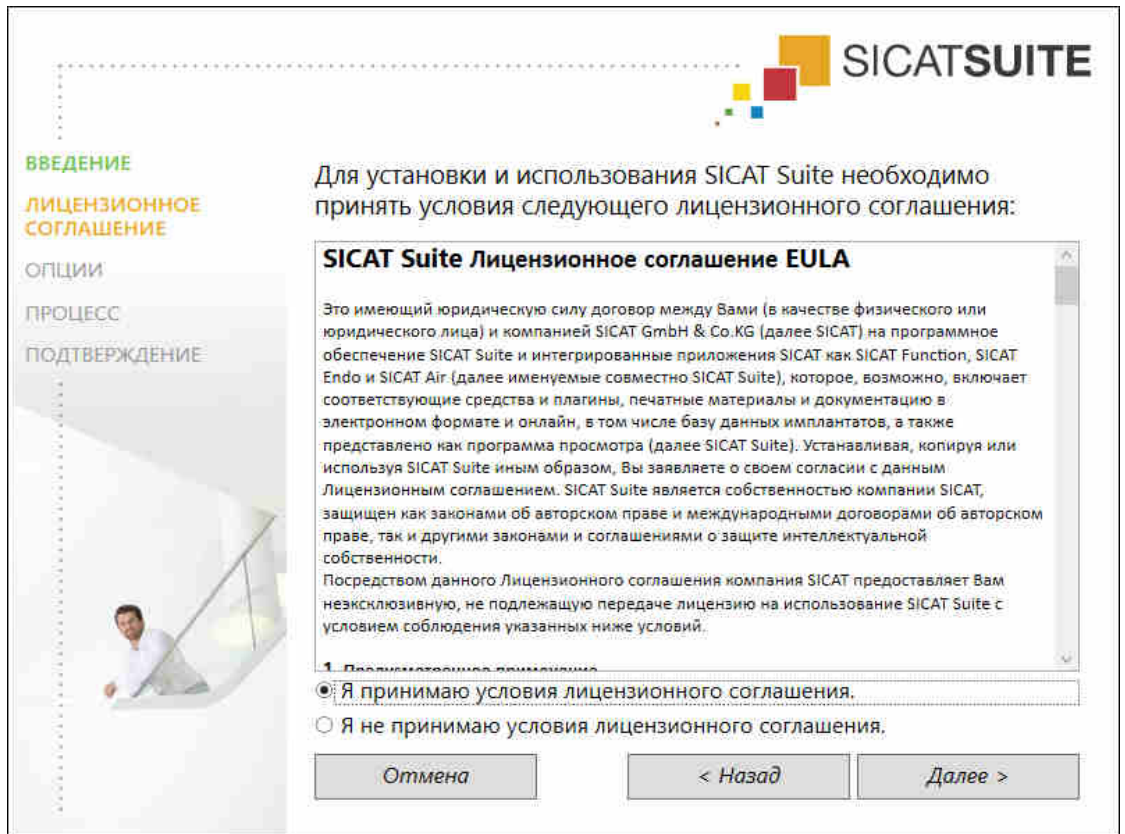 SICATSUITE
ВВЕДЕНИЕ
ЛИЦЕНЗИОННОЕ
СОГЛАШЕНИЕ
ОПЦИИ
ПРОЦЕСС
ПОДТВЕРЖДЕНИЕ
Для установки и использования SICAT Suite необходимо
принять условия следующего лицензионного соглашения:
SICAT Suite Лицензионное соглашение EULA
Это имеющий юридическую силу договор между Вами (в качестве физического или
юридического лица) и компанией SICAT GmbH & Co.KG (далее SICAT) на программное
обеспечение SICAT Suite и интегрированные приложения SICAT как SICAT Function, SICAT
Endo и SICAT Air (далее именуемые совместно SICAT Suite), которое, возможно, включает
соответствующие средства и плагины, печатные материалы и документацию в
электронном формате и онлайн, в том числе базу данных имплантатов, а также
представлено как программа просмотра (далее SICAT Suite). Устанавливая, копируя или
используя SICAT Suite иным образом, Вы заявляете о своем согласии с данным
Лицензионным соглашением. SICAT Suite является собственностью компании SICAT,
защищен как законами об авторском праве и международными договорами об авторском
праве, так и другими законами и соглашениями о защите интеллектуальной
собственности.
Посредством данного Лицензионного соглашения компания SICAT предоставляет Вам
неэксклюзивную, не подлежащую передаче лицензию на использование SICAT Suite с
условием соблюдения указанных ниже условий.
1. Предусмотренное применение
Я принимаю условия лицензионного соглашения.
Я не принимаю условия лицензионного соглашения.
Отмена
< Назад
Далее >